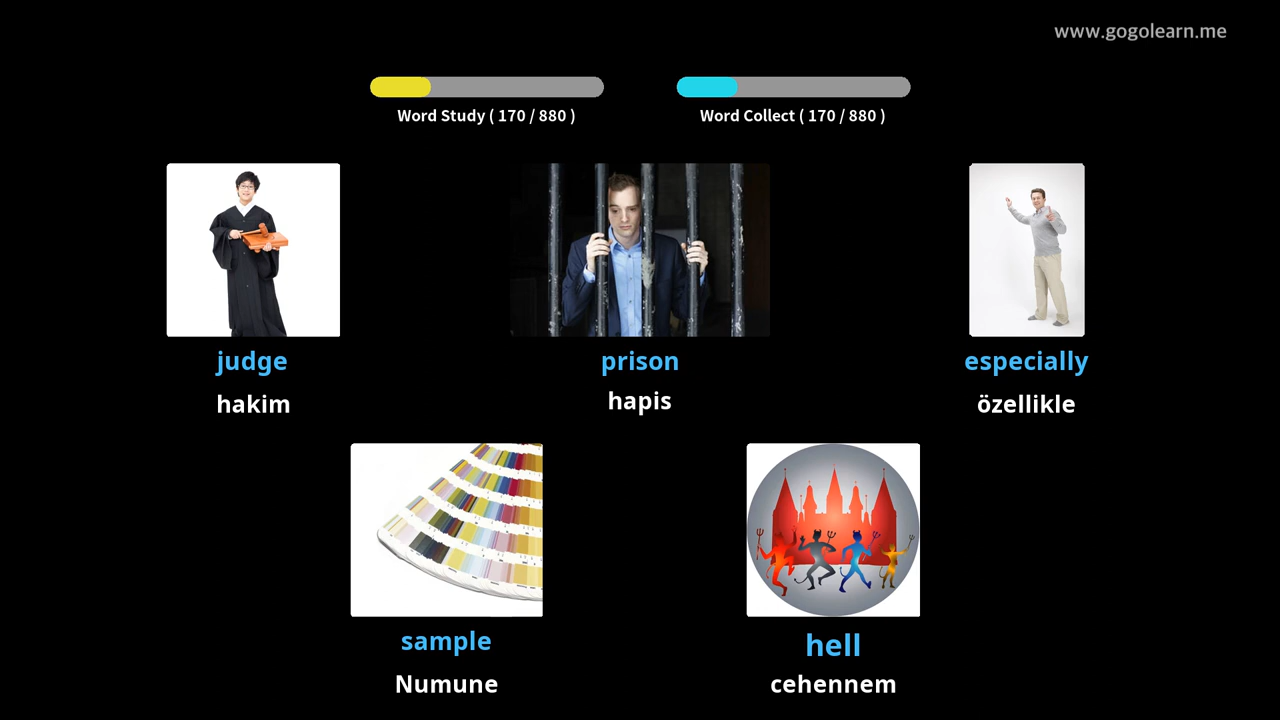 www.gogolearn.me
Word Study ( 170 / 880 )
Word Collect ( 170 / 880 )
judge
hakim
prison
hapis
especially
özellikle
sample
Numune
hell
cehennem